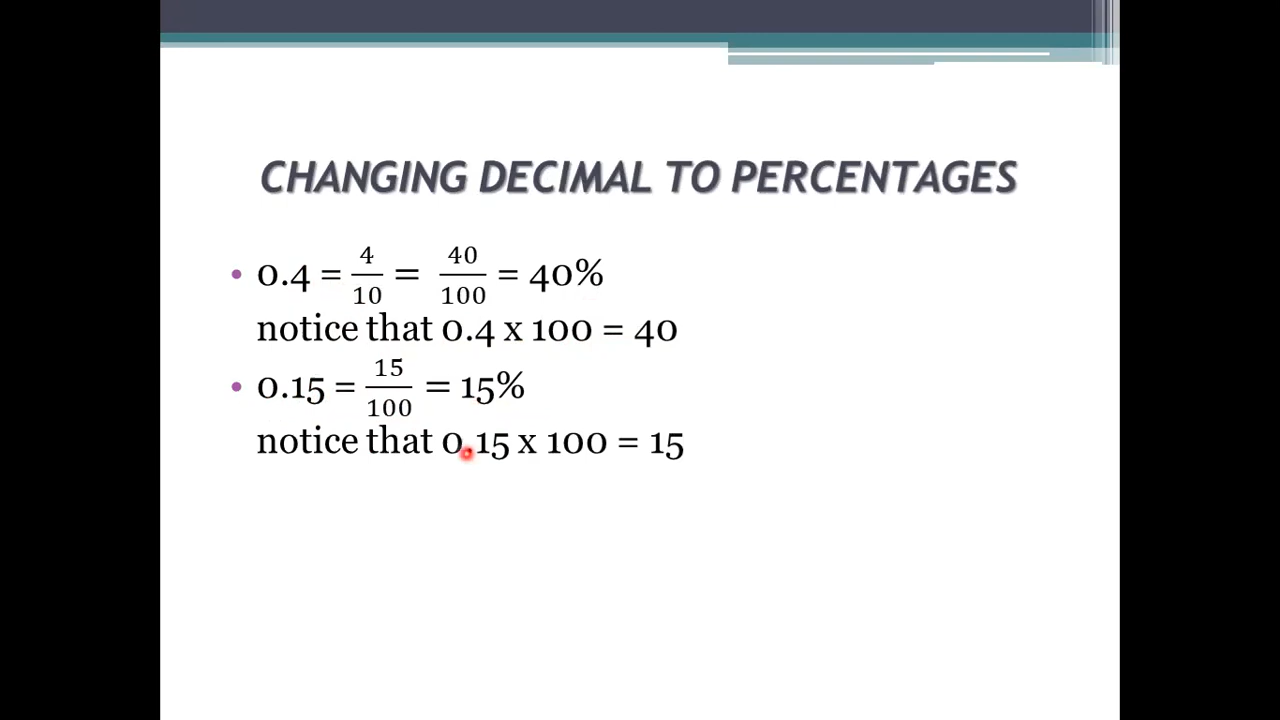 CHANGING DECIMAL TO PERCENTAGES
• 0.4 = 4/10 = 40/100 = 40%
notice that 0.4 x 100 = 40
• 0.15 = 15/100 = 15%
notice that 0.15 x 100 = 15